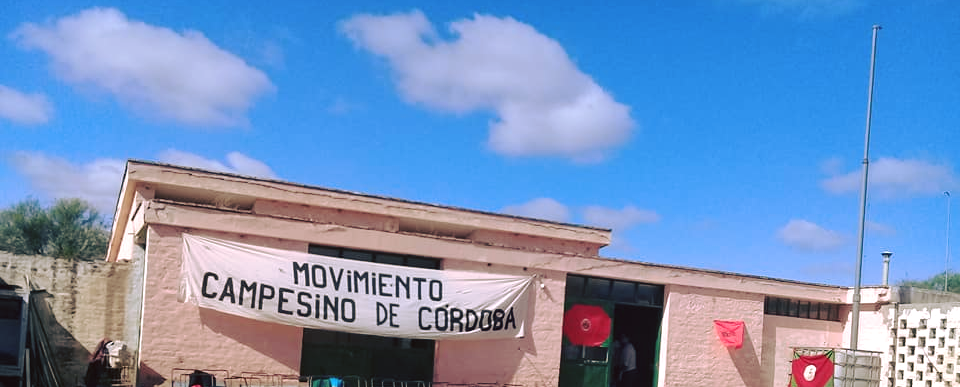 MOViMiENTO
CAMPESiNO DE CÓRDOBA